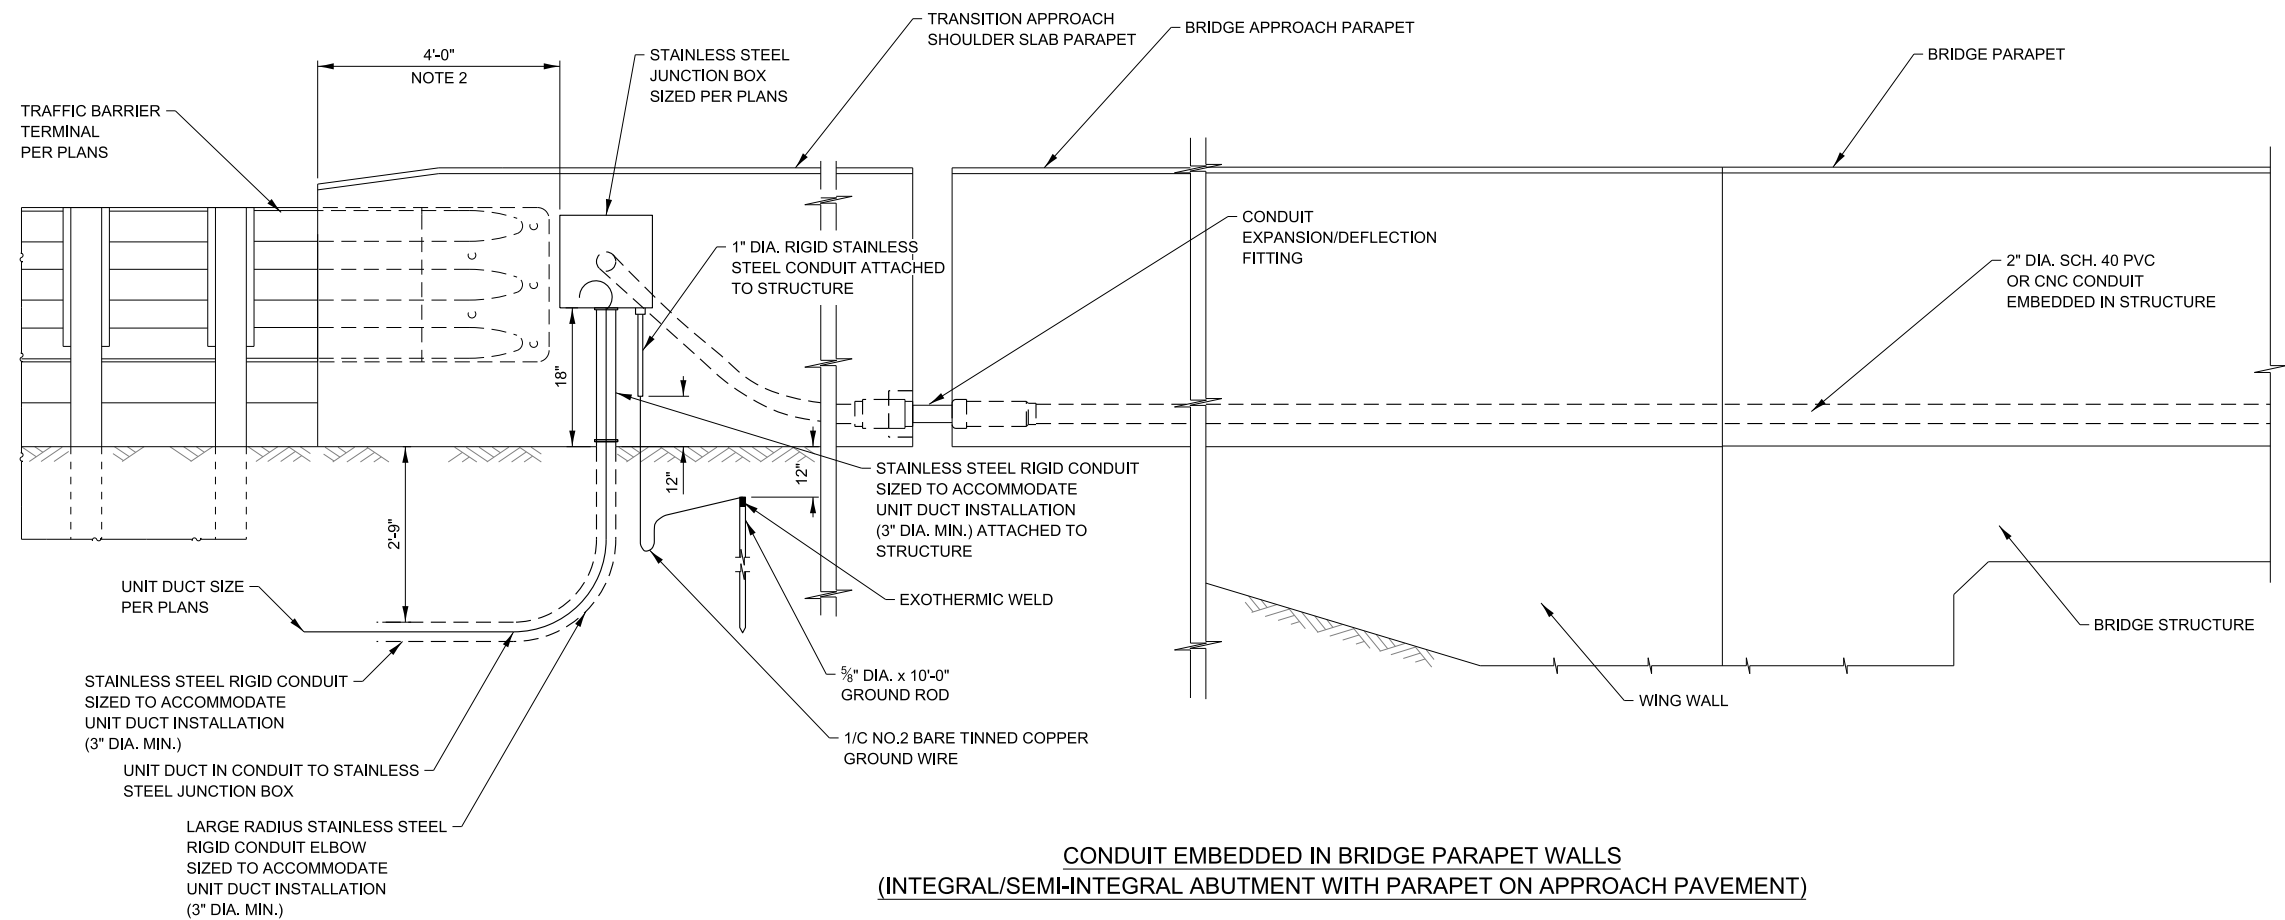 TRANSITION APPROACH
SHOULDER SLAB PARAPET
BRIDGE APPROACH PARAPET
4'-0"
NOTE 2
STAINLESS STEEL
JUNCTION BOX
SIZED PER PLANS
BRIDGE PARAPET
TRAFFIC BARRIER
TERMINAL
PER PLANS
1" DIA. RIGID STAINLESS
STEEL CONDUIT ATTACHED
TO STRUCTURE
CONDUIT
EXPANSION/DEFLECTION
FITTING
2" DIA. SCH. 40 PVC
OR CNC CONDUIT
EMBEDDED IN STRUCTURE
18"
12"
12"
2'-9"
STAINLESS STEEL RIGID CONDUIT
SIZED TO ACCOMMODATE
UNIT DUCT INSTALLATION
(3" DIA. MIN.) ATTACHED TO
STRUCTURE
UNIT DUCT SIZE
PER PLANS
EXOTHERMIC WELD
BRIDGE STRUCTURE
⅝" DIA. x 10'-0"
GROUND ROD
WING WALL
STAINLESS STEEL RIGID CONDUIT
SIZED TO ACCOMMODATE
UNIT DUCT INSTALLATION
(3" DIA. MIN.)
1/C NO.2 BARE TINNED COPPER
GROUND WIRE
UNIT DUCT IN CONDUIT TO STAINLESS
STEEL JUNCTION BOX
LARGE RADIUS STAINLESS STEEL
RIGID CONDUIT ELBOW
SIZED TO ACCOMMODATE
UNIT DUCT INSTALLATION
(3" DIA. MIN.)
CONDUIT EMBEDDED IN BRIDGE PARAPET WALLS
(INTEGRAL/SEMI-INTEGRAL ABUTMENT WITH PARAPET ON APPROACH PAVEMENT)